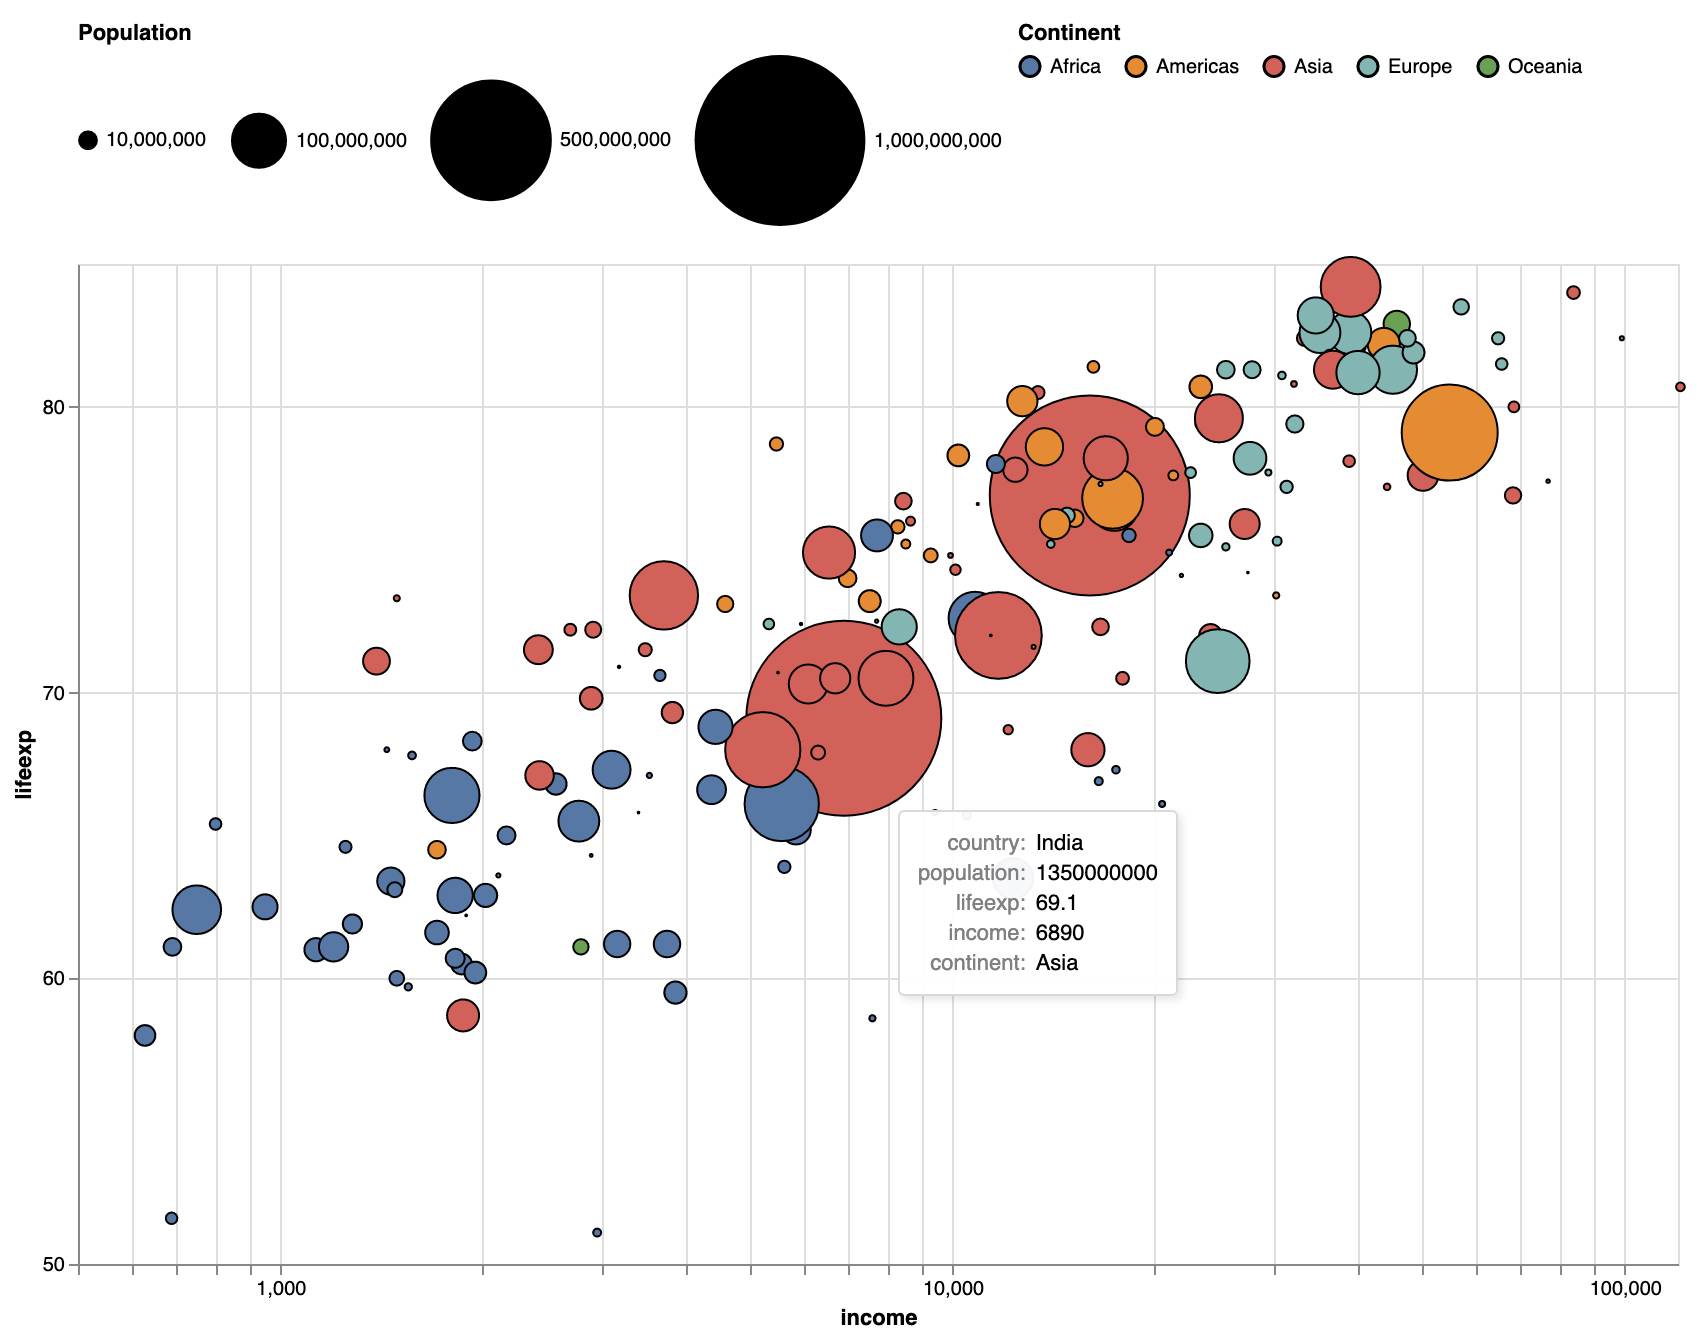 Population
10,000,000 100,000,000 500,000,000 1,000,000,000
Continent
Africa Americas Asia Europe Oceania
lifeexp
80
70
60
50
country: India
population: 1350000000
lifeexp: 69.1
income: 6890
continent: Asia
1,000 10,000 100,000
income